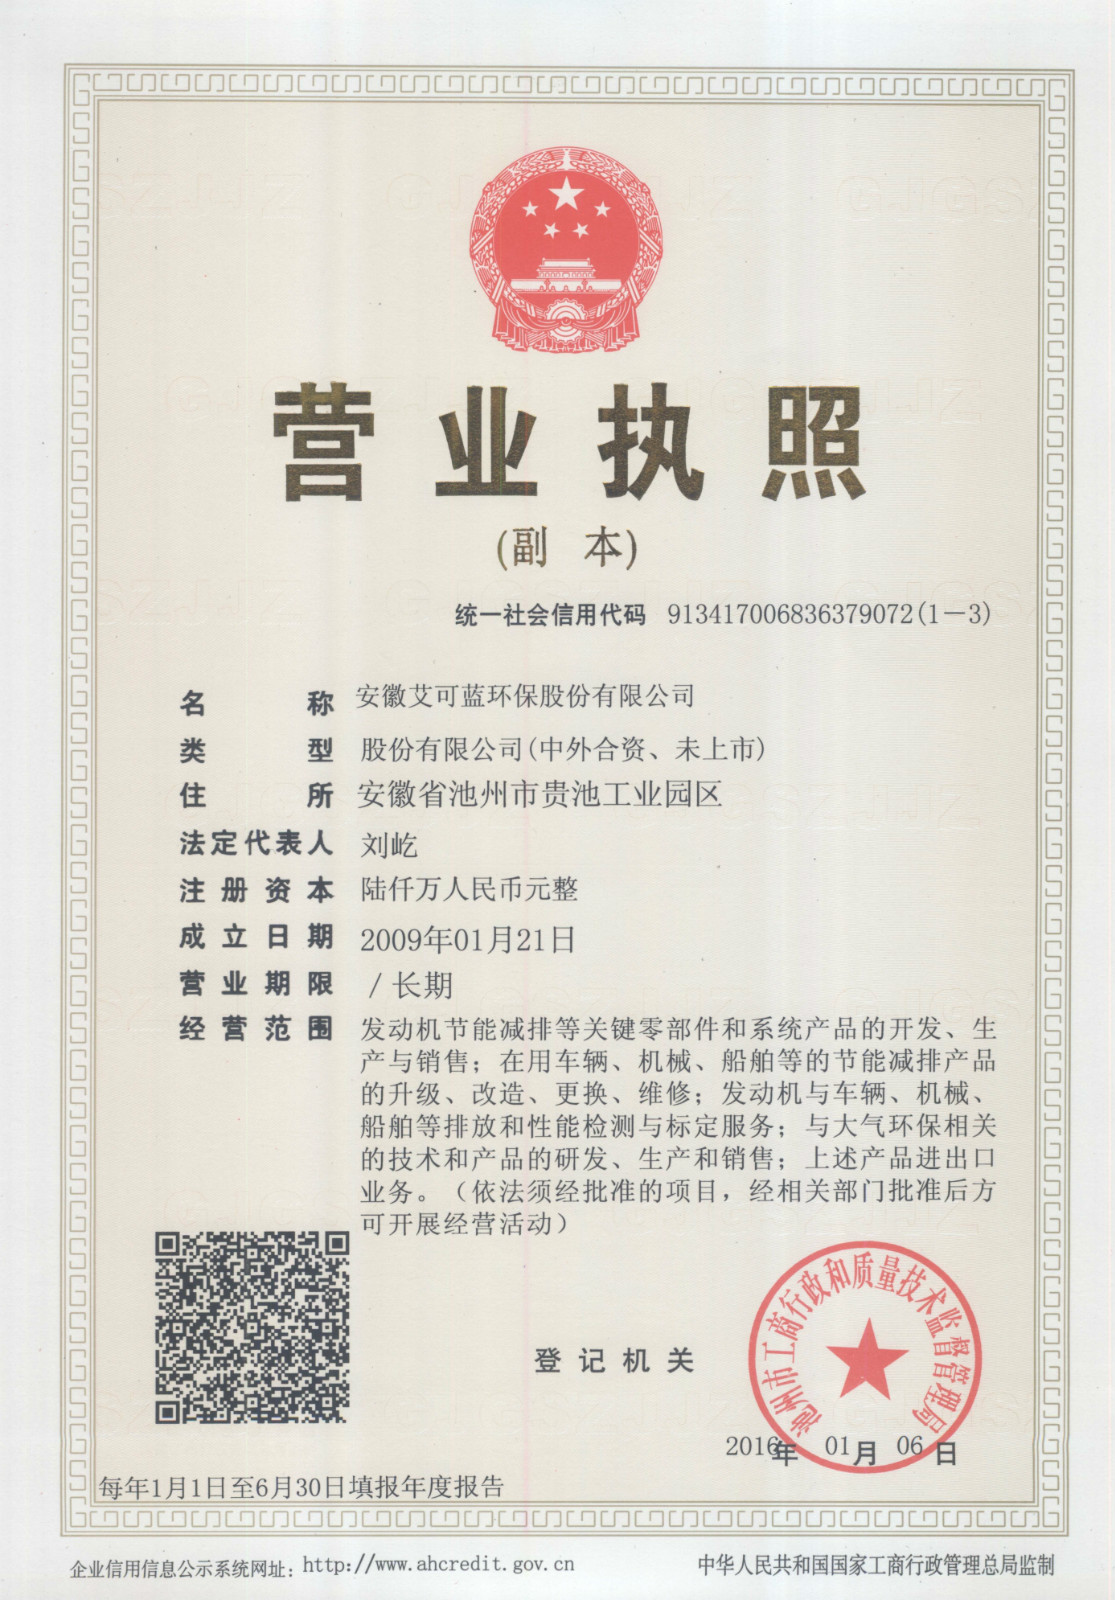 营业执照
(副 本)
统一社会信用代码 913417006836379072(1－3)
名称 安徽艾可蓝环保股份有限公司
类型 股份有限公司(中外合资、未上市)
住所 安徽省池州市贵池工业园区
法定代表人 刘屹
注册资本 陆仟万人民币元整
成立日期 2009年01月21日
营业期限 / 长期
经营范围 发动机节能减排等关键零部件和系统产品的开发、生
产与销售；在用车辆、机械、船舶等的节能减排产品
的升级、改造、更换、维修；发动机与车辆、机械、
船舶等排放和性能检测与标定服务；与大气环保相关
的技术和产品的研发、生产和销售；上述产品进出口
业务。（依法须经批准的项目，经相关部门批准后方
可开展经营活动）
登记机关
池州市工商行政和质量技术监督管理局
2016年 01月 06日
每年1月1日至6月30日填报年度报告
企业信用信息公示系统网址：http://www.ahcredit.gov.cn
中华人民共和国国家工商行政管理总局监制